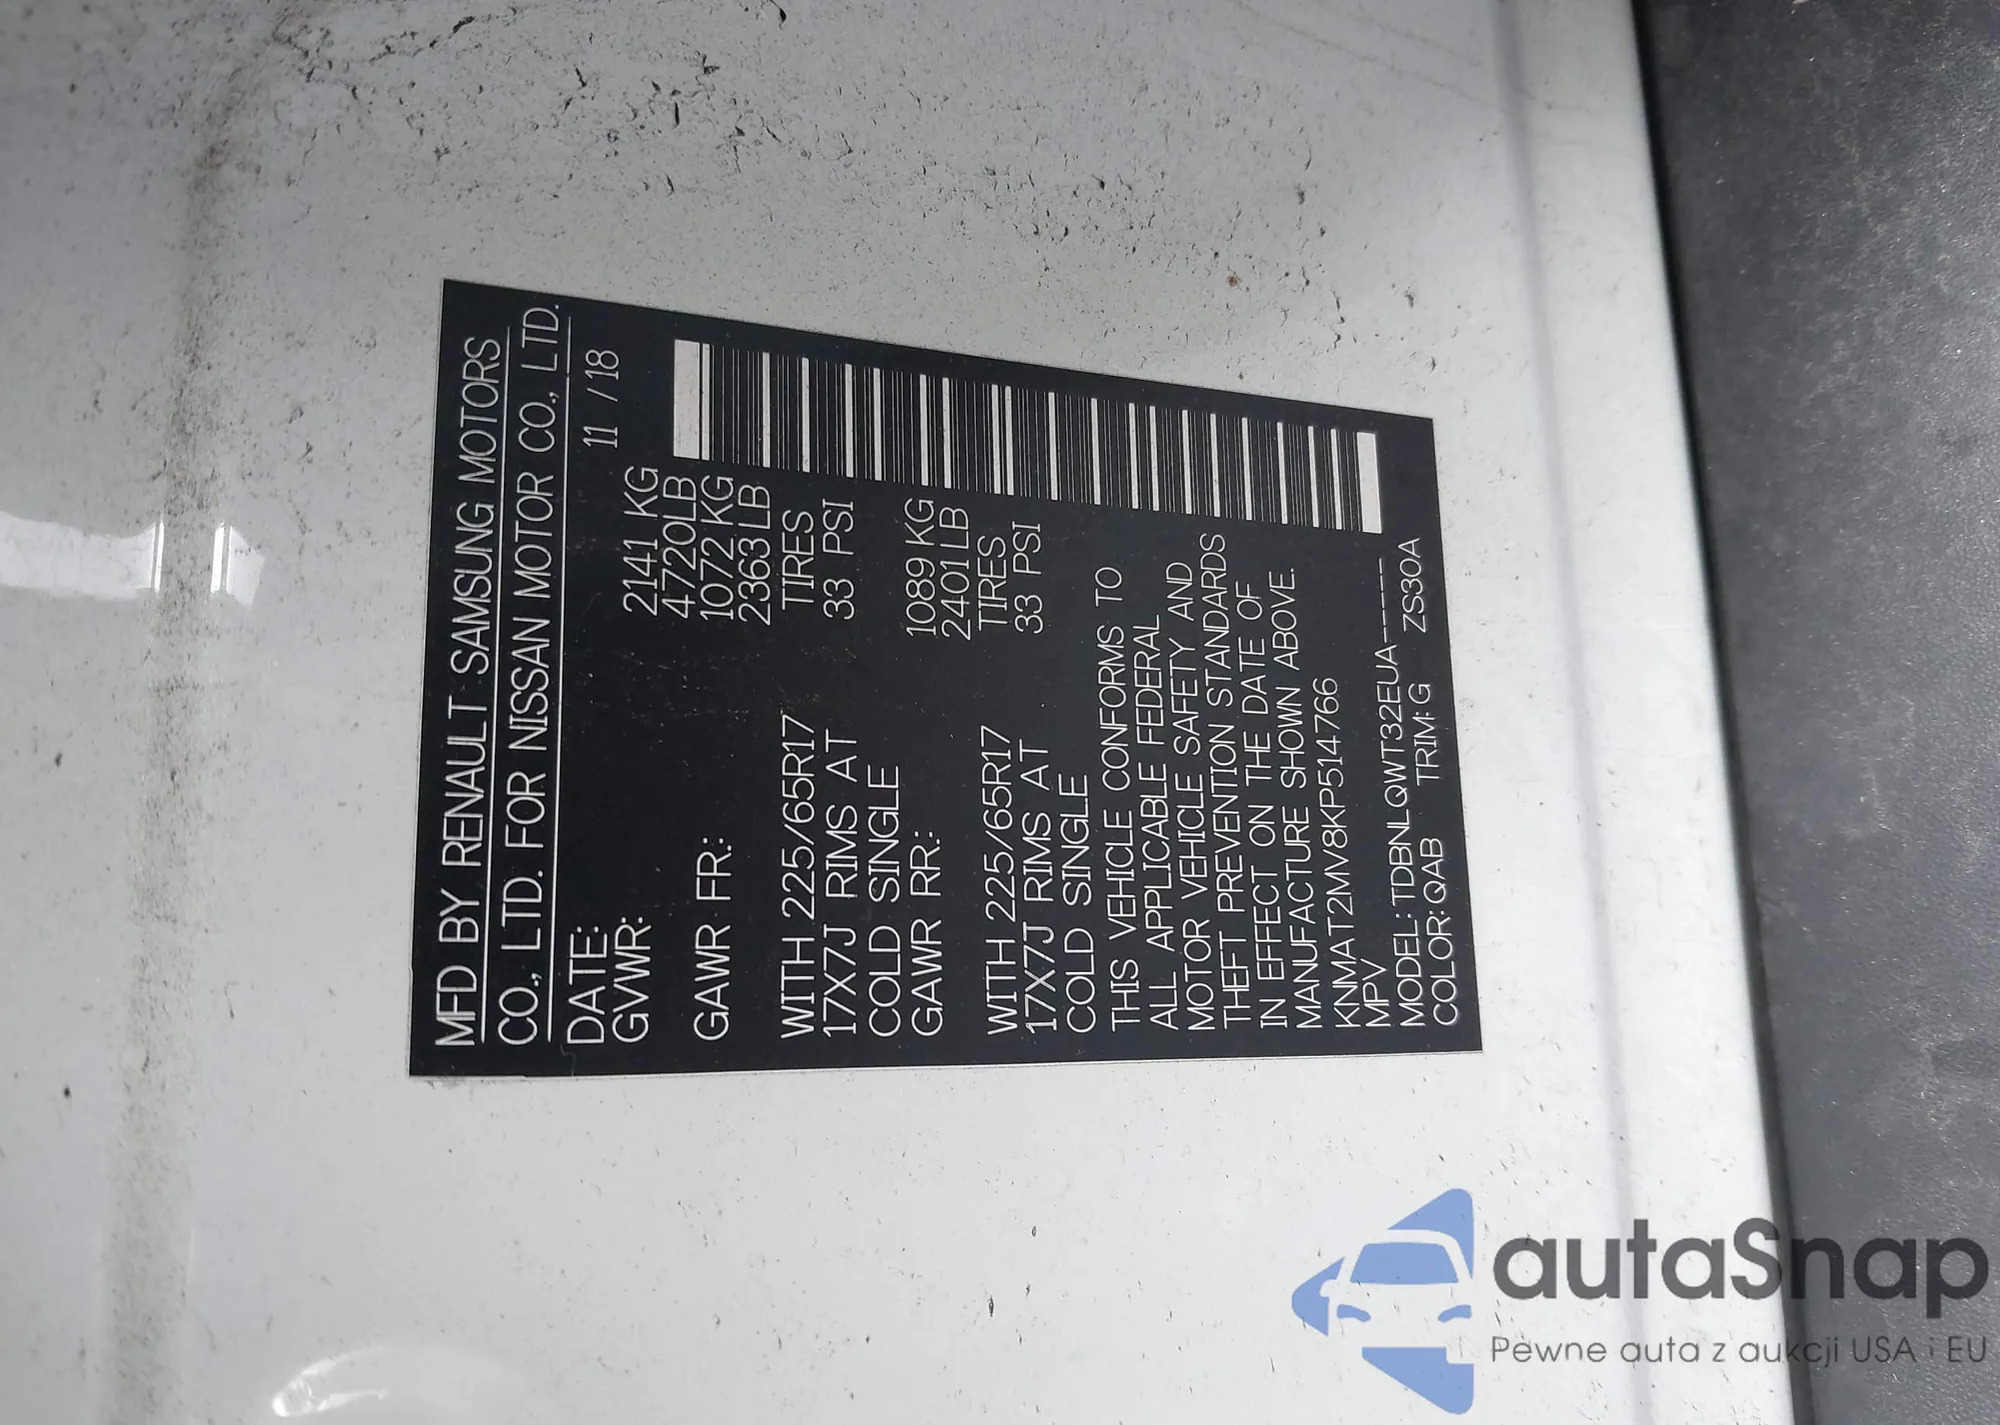 MFD BY RENAULT SAMSUNG MOTORS
CO., LTD. FOR NISSAN MOTOR CO., LTD.
DATE: 11 /18
GVWR: 2141 KG
4720LB
GAWR FR: 1072 KG
2363LB
WITH 225/65R17 TIRES
17X7J RIMS AT 33 PSI
COLD SINGLE
GAWR RR: 1089 KG
2401LB
WITH 225/65R17 TIRES
17X7J RIMS AT 33 PSI
COLD SINGLE
THIS VEHICLE CONFORMS TO
ALL APPLICABLE FEDERAL
MOTOR VEHICLE SAFETY AND
THEFT PREVENTION STANDARDS
IN EFFECT ON THE DATE OF
MANUFACTURE SHOWN ABOVE.
KNMAT2MV8KP514766
MPV
MODEL: TDBNLQWT32EUA-----
COLOR: QAB TRIM: G ZS30A
autaSnap
Pewne auta z aukcji USA i EU